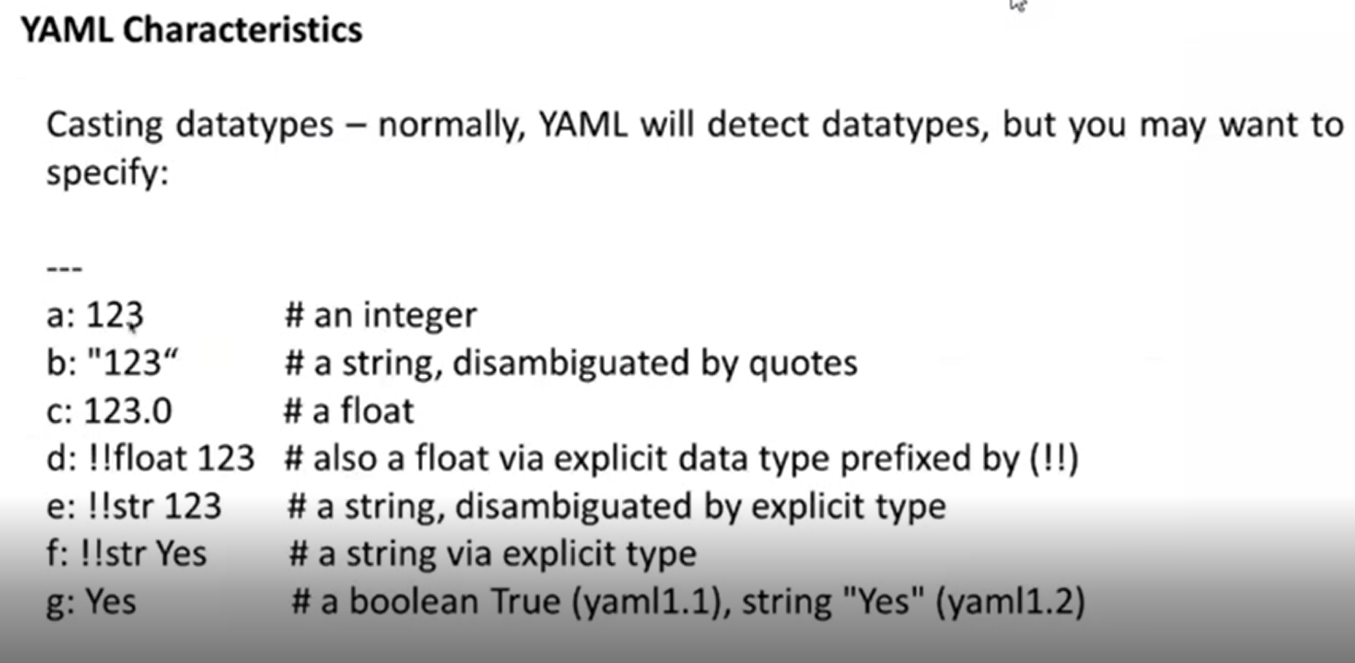 YAML Characteristics
Casting datatypes – normally, YAML will detect datatypes, but you may want to
specify:
---
a: 123 # an integer
b: "123“ # a string, disambiguated by quotes
c: 123.0 # a float
d: !!float 123 # also a float via explicit data type prefixed by (!!)
e: !!str 123 # a string, disambiguated by explicit type
f: !!str Yes # a string via explicit type
g: Yes # a boolean True (yaml1.1), string "Yes" (yaml1.2)